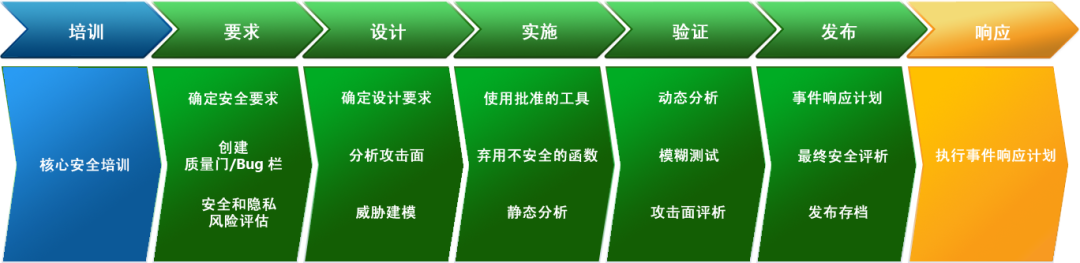 培训
要求
设计
实施
验证
发布
响应
核心安全培训
确定安全要求
创建
质量门/Bug 栏
安全和隐私
风险评估
确定设计要求
分析攻击面
威胁建模
使用批准的工具
弃用不安全的函数
静态分析
动态分析
模糊测试
攻击面评析
事件响应计划
最终安全评析
发布存档
执行事件响应计划